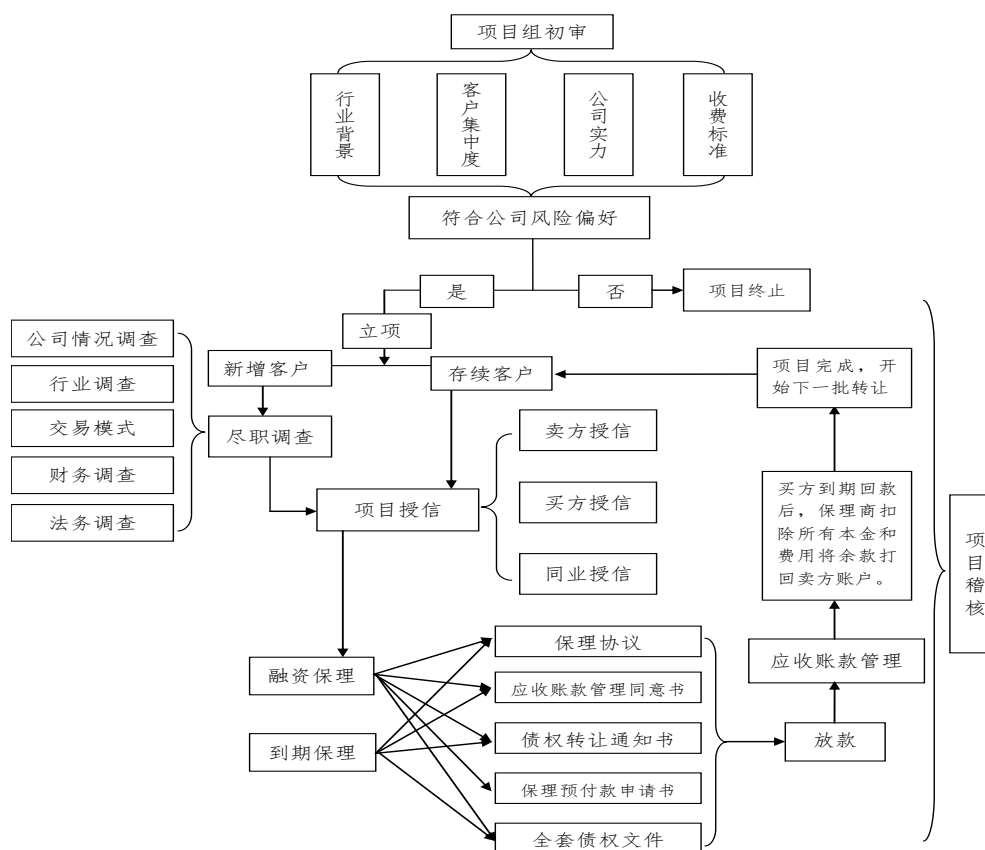 项目组初审
行业背景
客户集中度
公司实力
收费标准
符合公司风险偏好
是
否
项目终止
立项
公司情况调查
行业调查
交易模式
财务调查
法务调查
新增客户
存续客户
项目完成，开
始下一批转让
尽职调查
卖方授信
项目授信
买方授信
同业授信
买方到期回款
后，保理商扣
除所有本金和
费用将余款打
回卖方账户。
项目稽核
融资保理
到期保理
保理协议
应收账款管理同意书
债权转让通知书
保理预付款申请书
全套债权文件
应收账款管理
放款